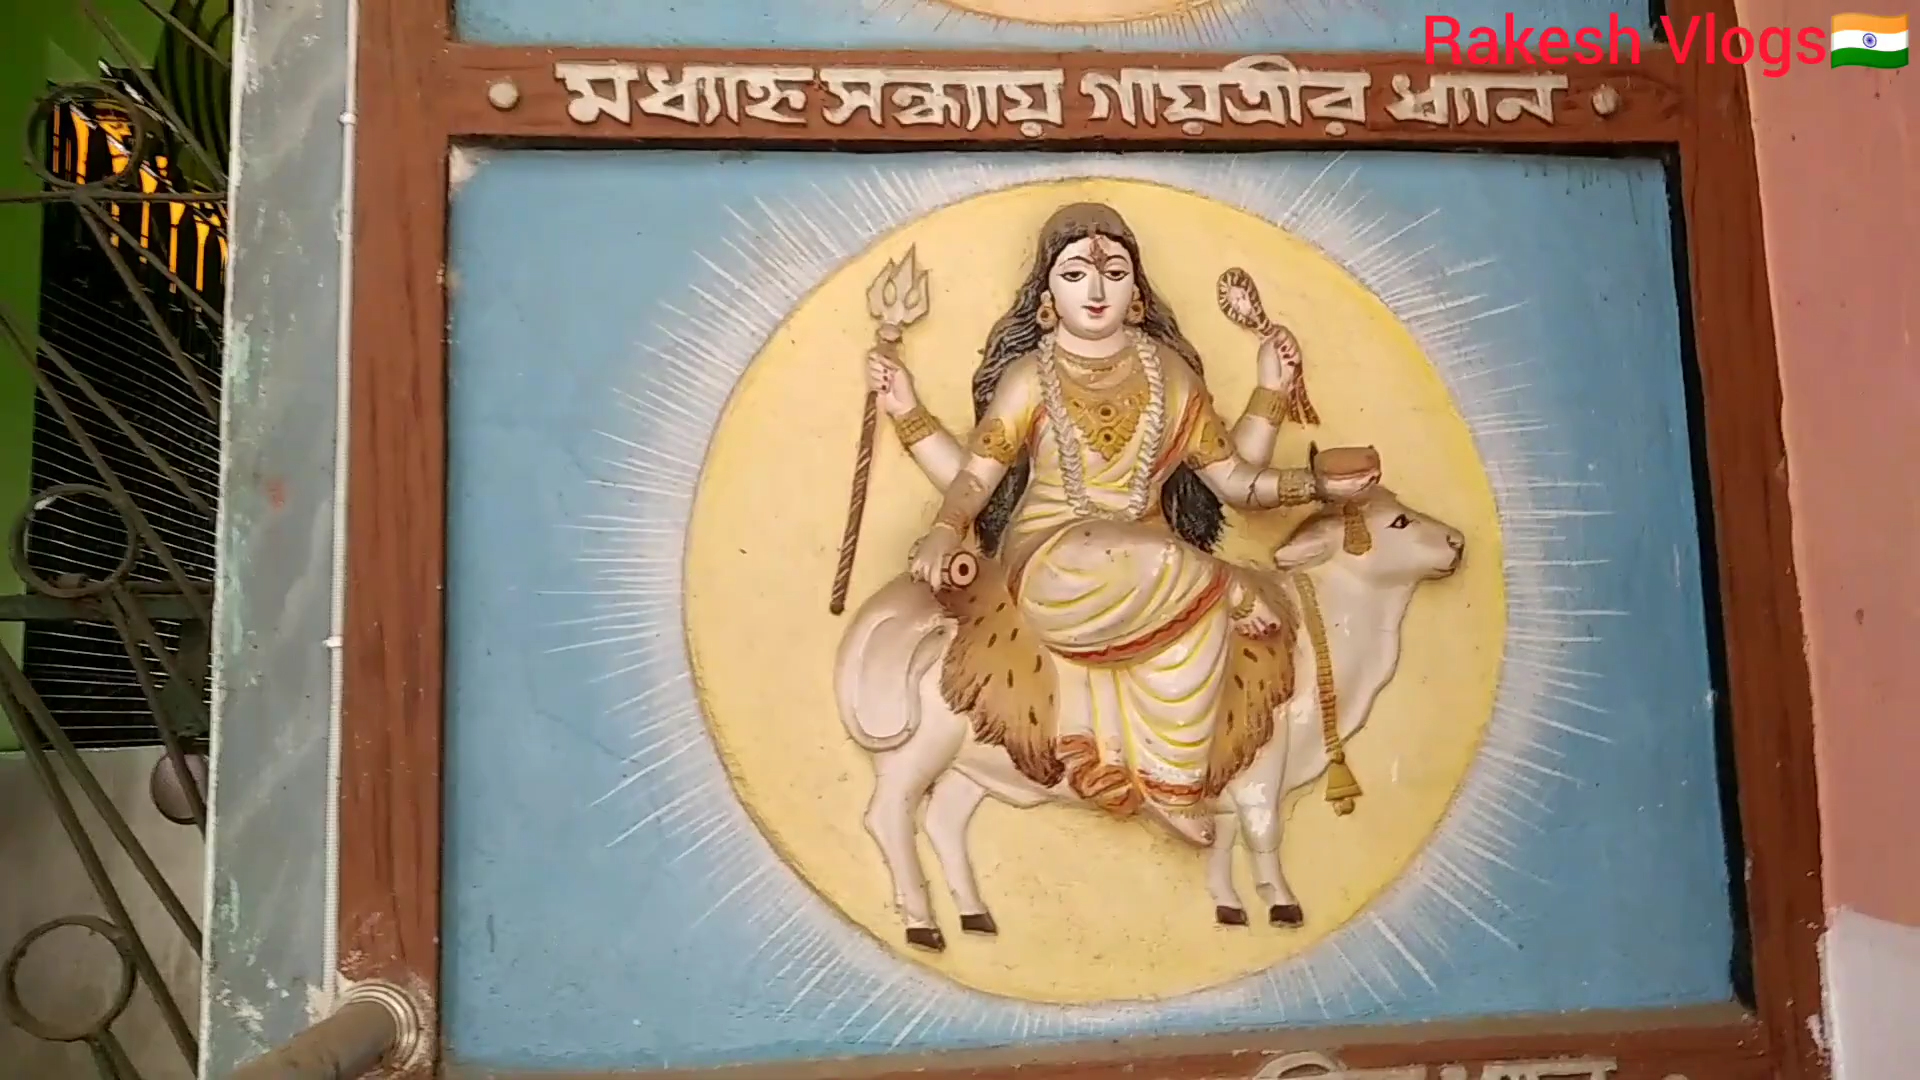 Rakesh Vlogs
মধ্যাহ্ন সন্ধ্যায় গায়ত্রীর ধ্যান